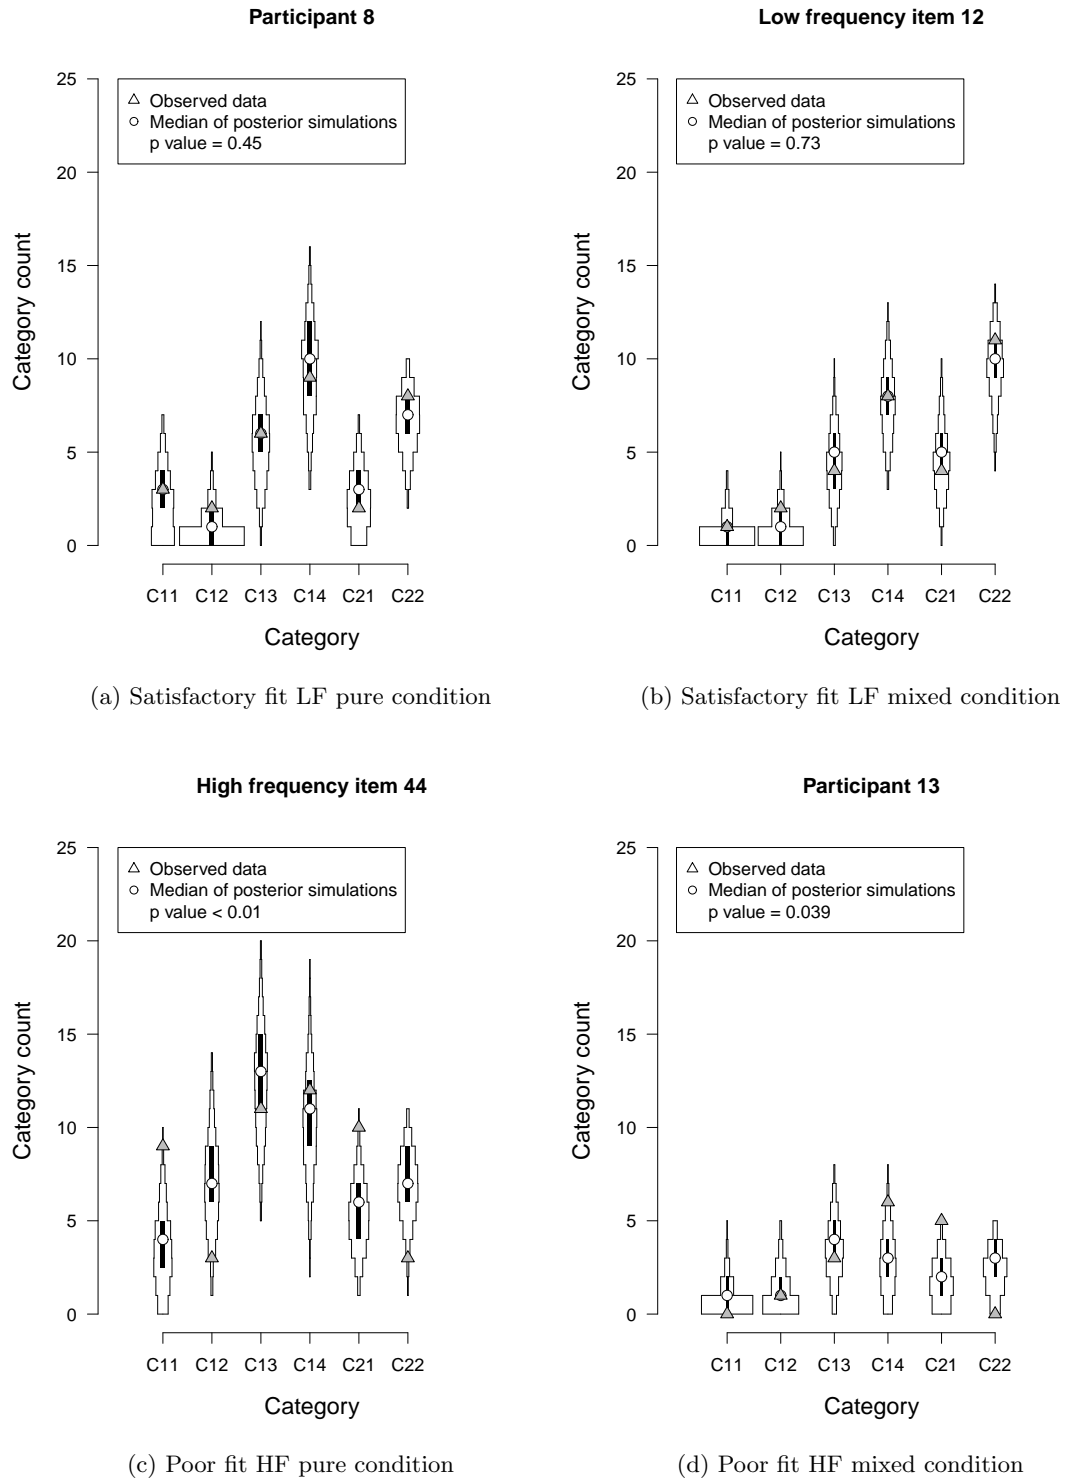 Participant 8
25
20
15
10
5
0
Category count
△ Observed data
○ Median of posterior simulations
p value = 0.45
C11 C12 C13 C14 C21 C22
Category
(a) Satisfactory fit LF pure condition
Low frequency item 12
25
20
15
10
5
0
Category count
△ Observed data
○ Median of posterior simulations
p value = 0.73
C11 C12 C13 C14 C21 C22
Category
(b) Satisfactory fit LF mixed condition
High frequency item 44
25
20
15
10
5
0
Category count
△ Observed data
○ Median of posterior simulations
p value < 0.01
C11 C12 C13 C14 C21 C22
Category
(c) Poor fit HF pure condition
Participant 13
25
20
15
10
5
0
Category count
△ Observed data
○ Median of posterior simulations
p value = 0.039
C11 C12 C13 C14 C21 C22
Category
(d) Poor fit HF mixed condition